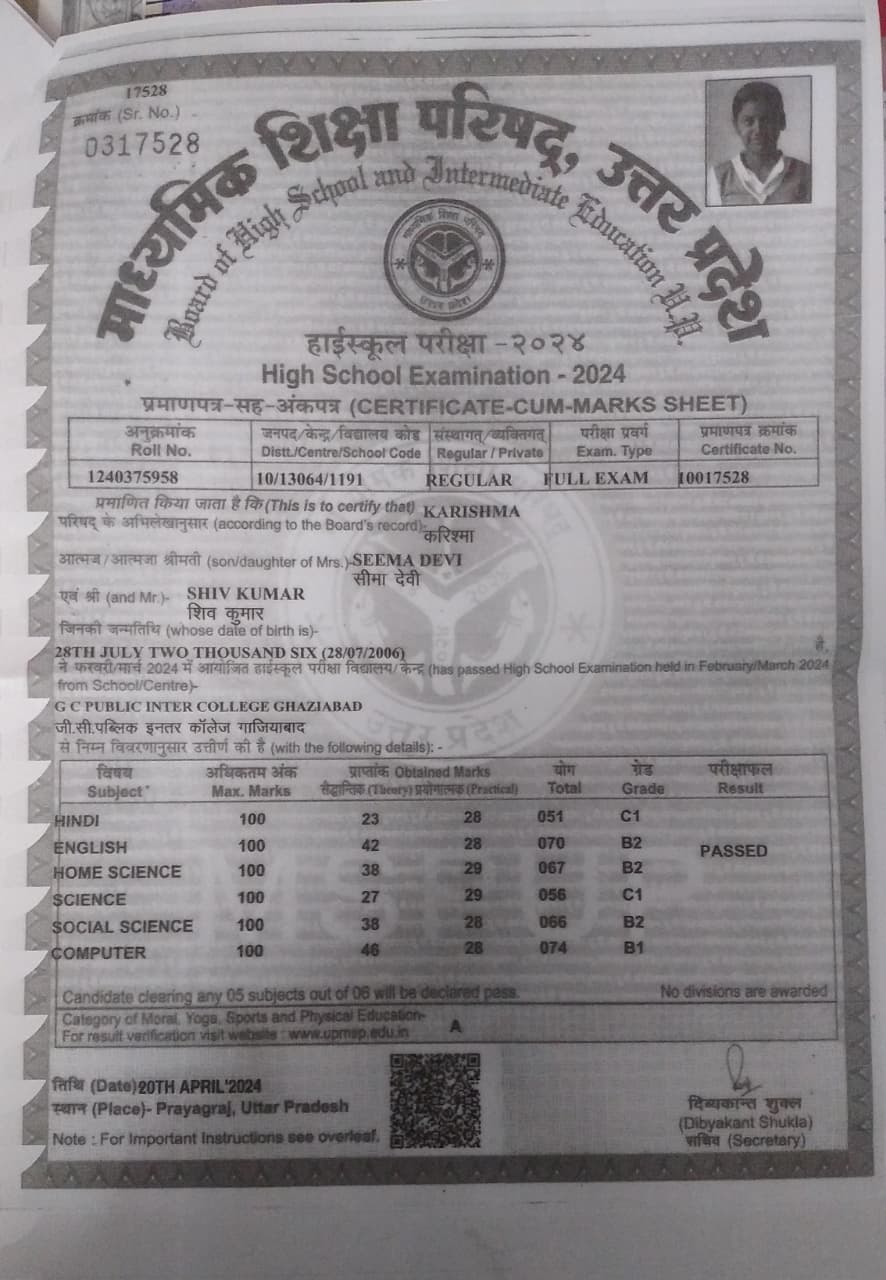 17528
क्रमांक (Sr. No.) -
0317528
माध्यमिक शिक्षा परिषद्, उत्तर प्रदेश
Board of High School and Intermediate Education U.P.
माध्यमिक शिक्षा परिषद
उत्तर प्रदेश
हाईस्कूल परीक्षा -२०२४
High School Examination - 2024
प्रमाणपत्र-सह-अंकपत्र (CERTIFICATE-CUM-MARKS SHEET)
अनुक्रमांक जनपद/केन्द्र/विद्यालय कोड संस्थागत्/व्यक्तिगत् परीक्षा प्रवर्ग प्रमाणपत्र क्रमांक
Roll No. Distt./Centre/School Code Regular / Private Exam. Type Certificate No.
1240375958 10/13064/1191 REGULAR FULL EXAM 10017528
प्रमाणित किया जाता है कि (This is to certify that) KARISHMA
परिषद् के अभिलेखानुसार (according to the Board's record)- करिश्मा
आत्मज/आत्मजा श्रीमती (son/daughter of Mrs.)- SEEMA DEVI
सीमा देवी
एवं श्री (and Mr.)- SHIV KUMAR
शिव कुमार
जिनकी जन्मतिथि (whose date of birth is)-
28TH JULY TWO THOUSAND SIX (28/07/2006) है,
ने फरवरी/मार्च 2024 में आयोजित हाईस्कूल परीक्षा विद्यालय/केन्द्र (has passed High School Examination held in February/March 2024
from School/Centre)-
G C PUBLIC INTER COLLEGE GHAZIABAD
जी.सी.पब्लिक इनतर कॉलेज गाजियाबाद
से निम्न विवरणानुसार उत्तीर्ण की है (with the following details): -
विषय अधिकतम अंक प्राप्तांक Obtained Marks योग ग्रेड परीक्षाफल
Subject Max. Marks सैद्धान्तिक (Theory) प्रयोगात्मक (Practical) Total Grade Result
HINDI 100 23 28 051 C1
ENGLISH 100 42 28 070 B2 PASSED
HOME SCIENCE 100 38 29 067 B2
SCIENCE 100 27 29 056 C1
SOCIAL SCIENCE 100 38 28 066 B2
COMPUTER 100 46 28 074 B1
Candidate clearing any 05 subjects out of 06 will be declared pass. No divisions are awarded
Category of Moral, Yoga, Sports and Physical Education- A
For result verification visit website : www.upmsp.edu.in
तिथि (Date) 20TH APRIL'2024
स्थान (Place)- Prayagraj, Uttar Pradesh
Note : For Important Instructions see overleaf.
दिब्यकान्त शुक्ल
(Dibyakant Shukla)
सचिव (Secretary)